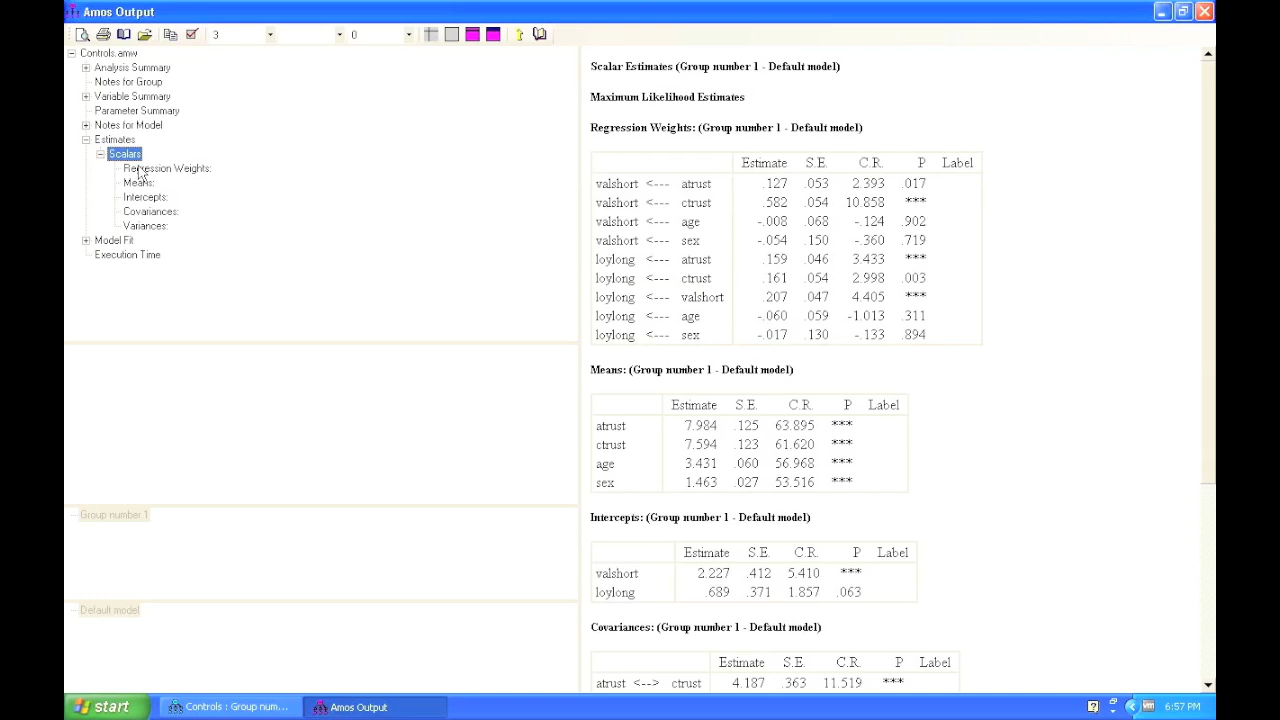 Amos Output
3
0
Controls.amw
Analysis Summary
Notes for Group
Variable Summary
Parameter Summary
Notes for Model
Estimates
Scalars
Regression Weights:
Means:
Intercepts:
Covariances:
Variances:
Model Fit
Execution Time
Group number 1
Default model
Scalar Estimates (Group number 1 - Default model)
Maximum Likelihood Estimates
Regression Weights: (Group number 1 - Default model)
Estimate S.E. C.R. P Label
valshort <--- atrust .127 .053 2.393 .017
valshort <--- ctrust .582 .054 10.858 ***
valshort <--- age -.008 .068 -.124 .902
valshort <--- sex -.054 .150 -.360 .719
loylong <--- atrust .159 .046 3.433 ***
loylong <--- ctrust .161 .054 2.998 .003
loylong <--- valshort .207 .047 4.405 ***
loylong <--- age -.060 .059 -1.013 .311
loylong <--- sex -.017 .130 -.133 .894
Means: (Group number 1 - Default model)
Estimate S.E. C.R. P Label
atrust 7.984 .125 63.895 ***
ctrust 7.594 .123 61.620 ***
age 3.431 .060 56.968 ***
sex 1.463 .027 53.516 ***
Intercepts: (Group number 1 - Default model)
Estimate S.E. C.R. P Label
valshort 2.227 .412 5.410 ***
loylong .689 .371 1.857 .063
Covariances: (Group number 1 - Default model)
Estimate S.E. C.R. P Label
atrust <--> ctrust 4.187 .363 11.519 ***
start
Controls : Group num...
Amos Output
6:57 PM